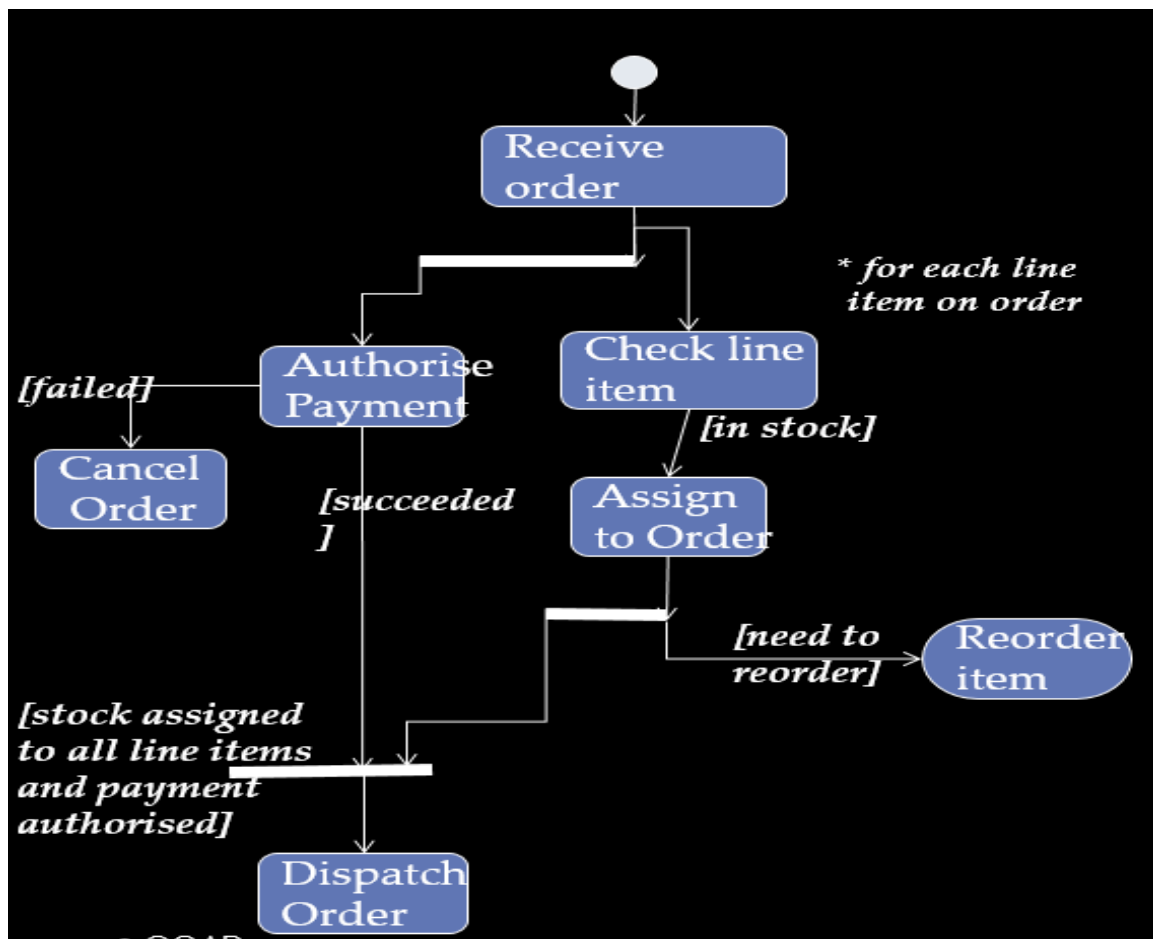 Receive
order
* for each line
item on order
Authorise
Payment
Check line
item
[failed]
[in stock]
Cancel
Order
[succeeded
]
Assign
to Order
[need to
reorder]
Reorder
item
[stock assigned
to all line items
and payment
authorised]
Dispatch
Order